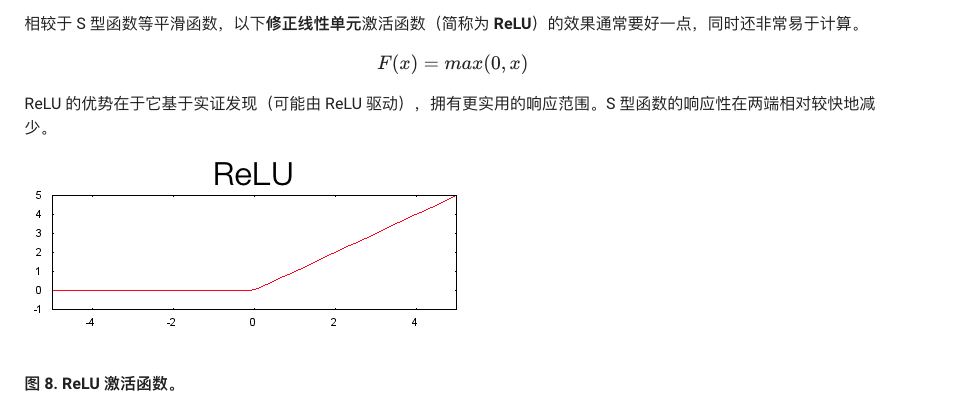 相较于 S 型函数等平滑函数，以下修正线性单元激活函数（简称为 ReLU）的效果通常要好一点，同时还非常易于计算。
F(x) = max(0, x)
ReLU 的优势在于它基于实证发现（可能由 ReLU 驱动），拥有更实用的响应范围。S 型函数的响应性在两端相对较快地减
少。
ReLU
5
4
3
2
1
0
-1
-4 -2 0 2 4
图 8. ReLU 激活函数。